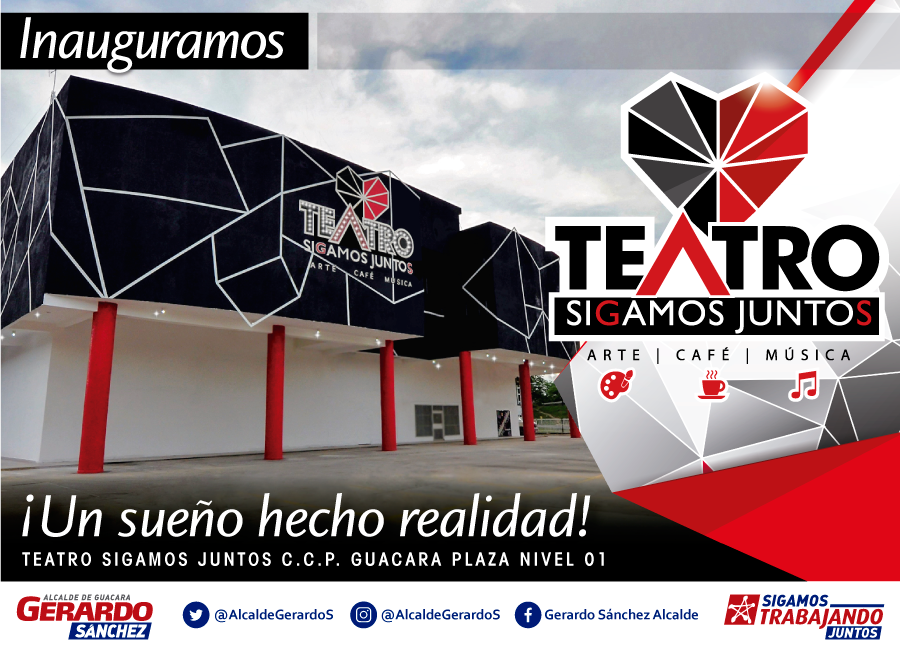 Inauguramos
TEATRO
SIGAMOS JUNTOS
ARTE CAFÉ MÚSICA
TEATRO
SIGAMOS JUNTOS
ARTE | CAFÉ | MÚSICA
¡Un sueño hecho realidad!
TEATRO SIGAMOS JUNTOS C.C.P. GUACARA PLAZA NIVEL 01
ALCALDE DE GUACARA
GERARDO
SÁNCHEZ
@AlcaldeGerardoS
@AlcaldeGerardoS
Gerardo Sánchez Alcalde
SIGAMOS
TRABAJANDO
JUNTOS